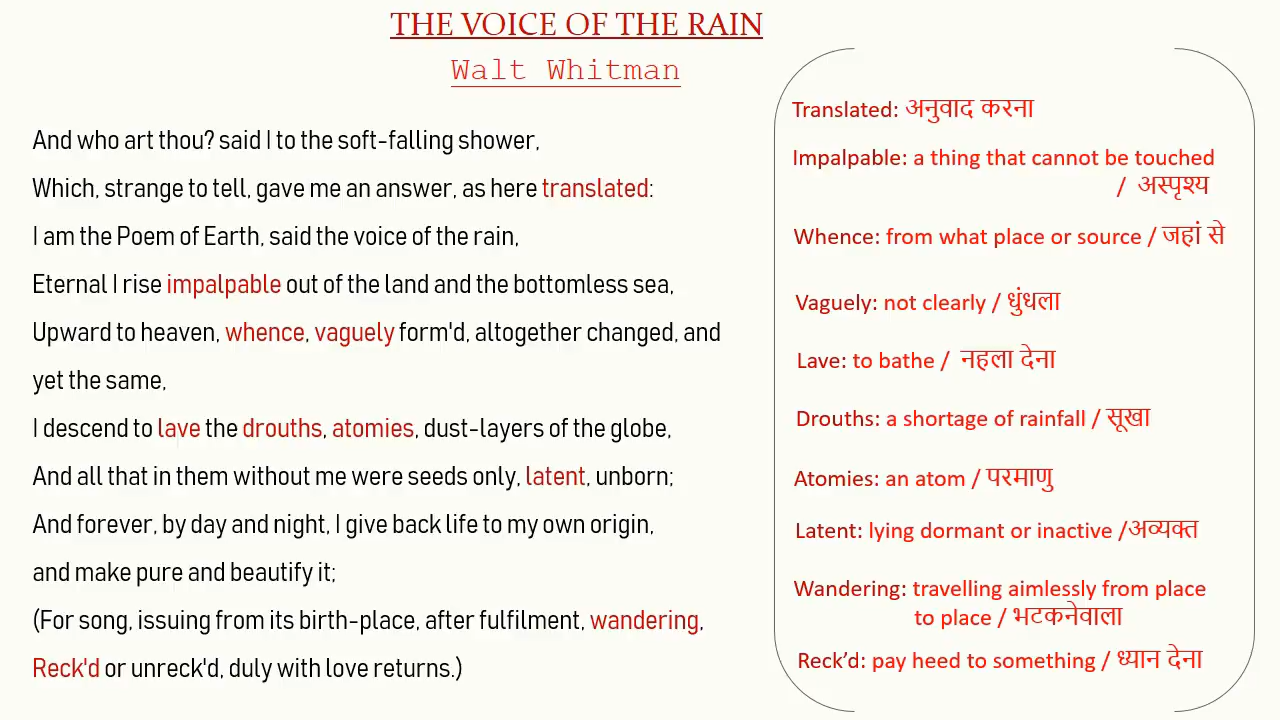 THE VOICE OF THE RAIN
Walt Whitman
And who art thou? said I to the soft-falling shower,
Which, strange to tell, gave me an answer, as here translated:
I am the Poem of Earth, said the voice of the rain,
Eternal I rise impalpable out of the land and the bottomless sea,
Upward to heaven, whence, vaguely form'd, altogether changed, and
yet the same,
I descend to lave the drouths, atomies, dust-layers of the globe,
And all that in them without me were seeds only, latent, unborn;
And forever, by day and night, I give back life to my own origin,
and make pure and beautify it;
(For song, issuing from its birth-place, after fulfilment, wandering,
Reck'd or unreck'd, duly with love returns.)
Translated: अनुवाद करना
Impalpable: a thing that cannot be touched
/ अस्पृश्य
Whence: from what place or source / जहां से
Vaguely: not clearly / धुंधला
Lave: to bathe / नहला देना
Drouths: a shortage of rainfall / सूखा
Atomies: an atom / परमाणु
Latent: lying dormant or inactive /अव्यक्त
Wandering: travelling aimlessly from place
to place / भटकनेवाला
Reck’d: pay heed to something / ध्यान देना